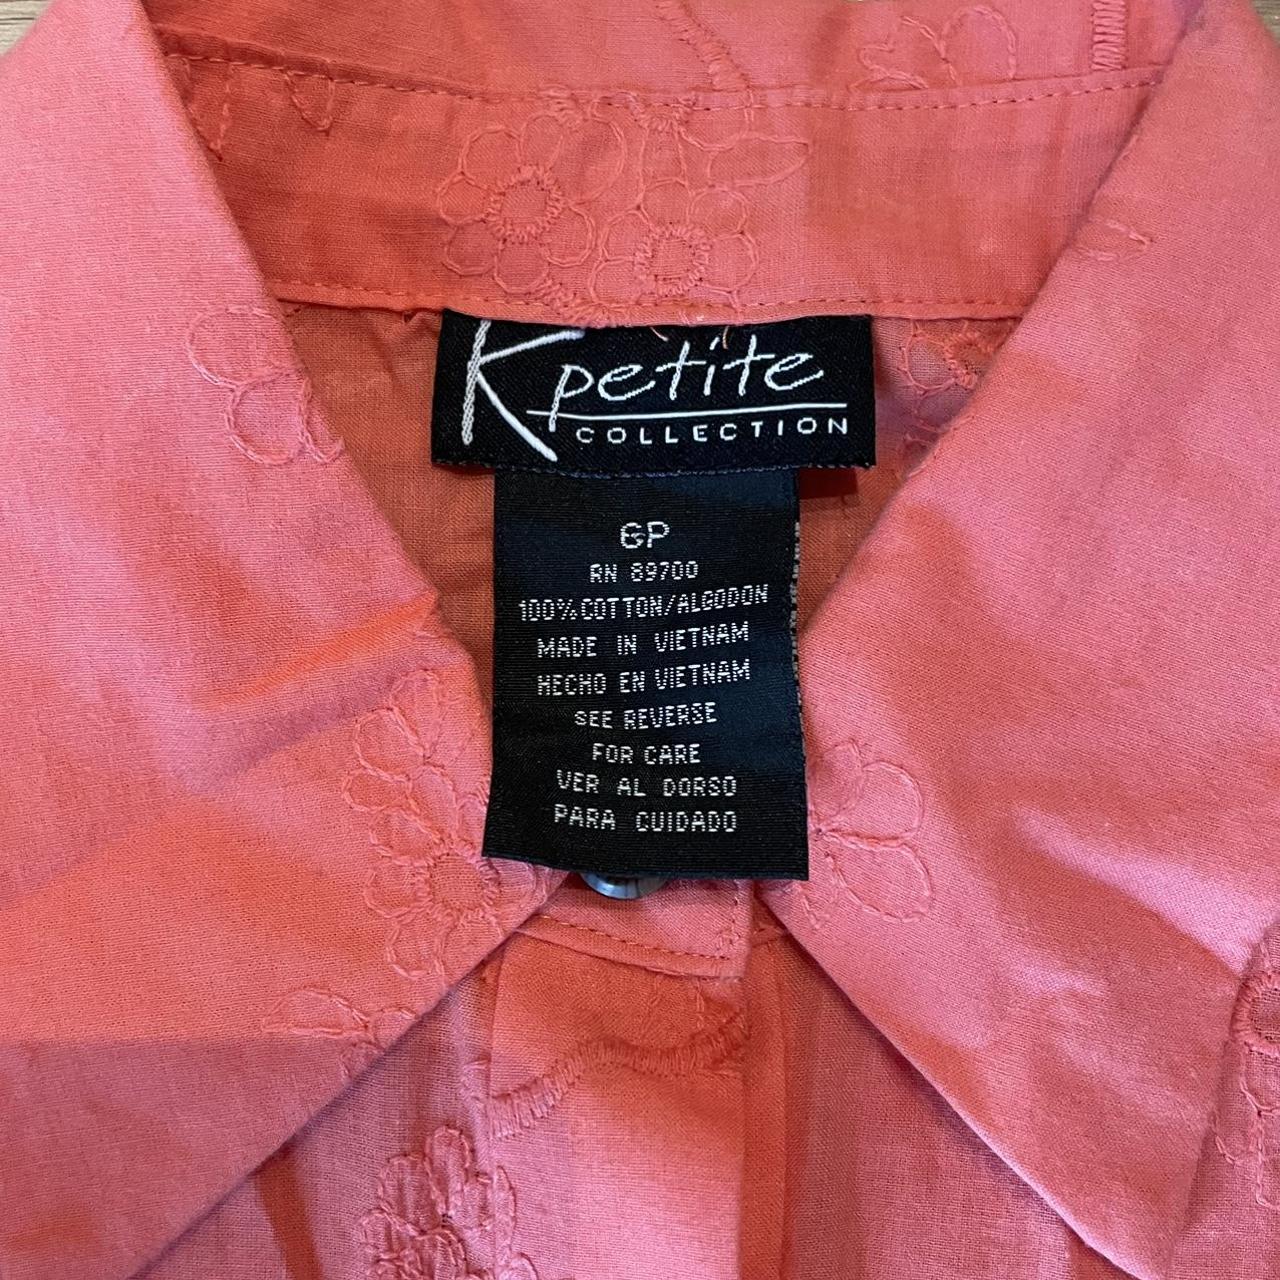 K petite
COLLECTION
6P
RN 89700
100% COTTON/ALGODON
MADE IN VIETNAM
HECHO EN VIETNAM
SEE REVERSE
FOR CARE
VER AL DORSO
PARA CUIDADO